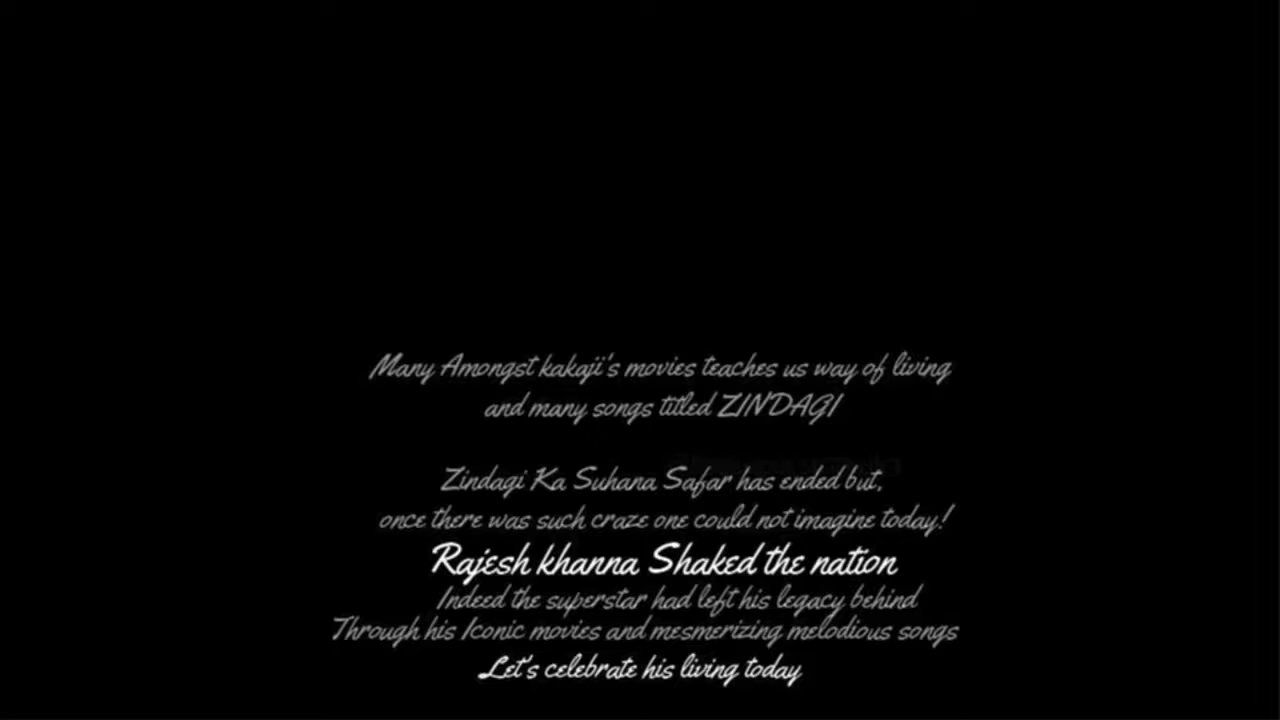 Many Amongst kakaji's movies teaches us way of living
and many songs titled ZINDAGI
Zindagi Ka Suhana Safar has ended but,
once there was such craze one could not imagine today!
Rajesh khanna Shaked the nation
Indeed the superstar had left his legacy behind
Through his Iconic movies and mesmerizing melodious songs
Let's celebrate his living today